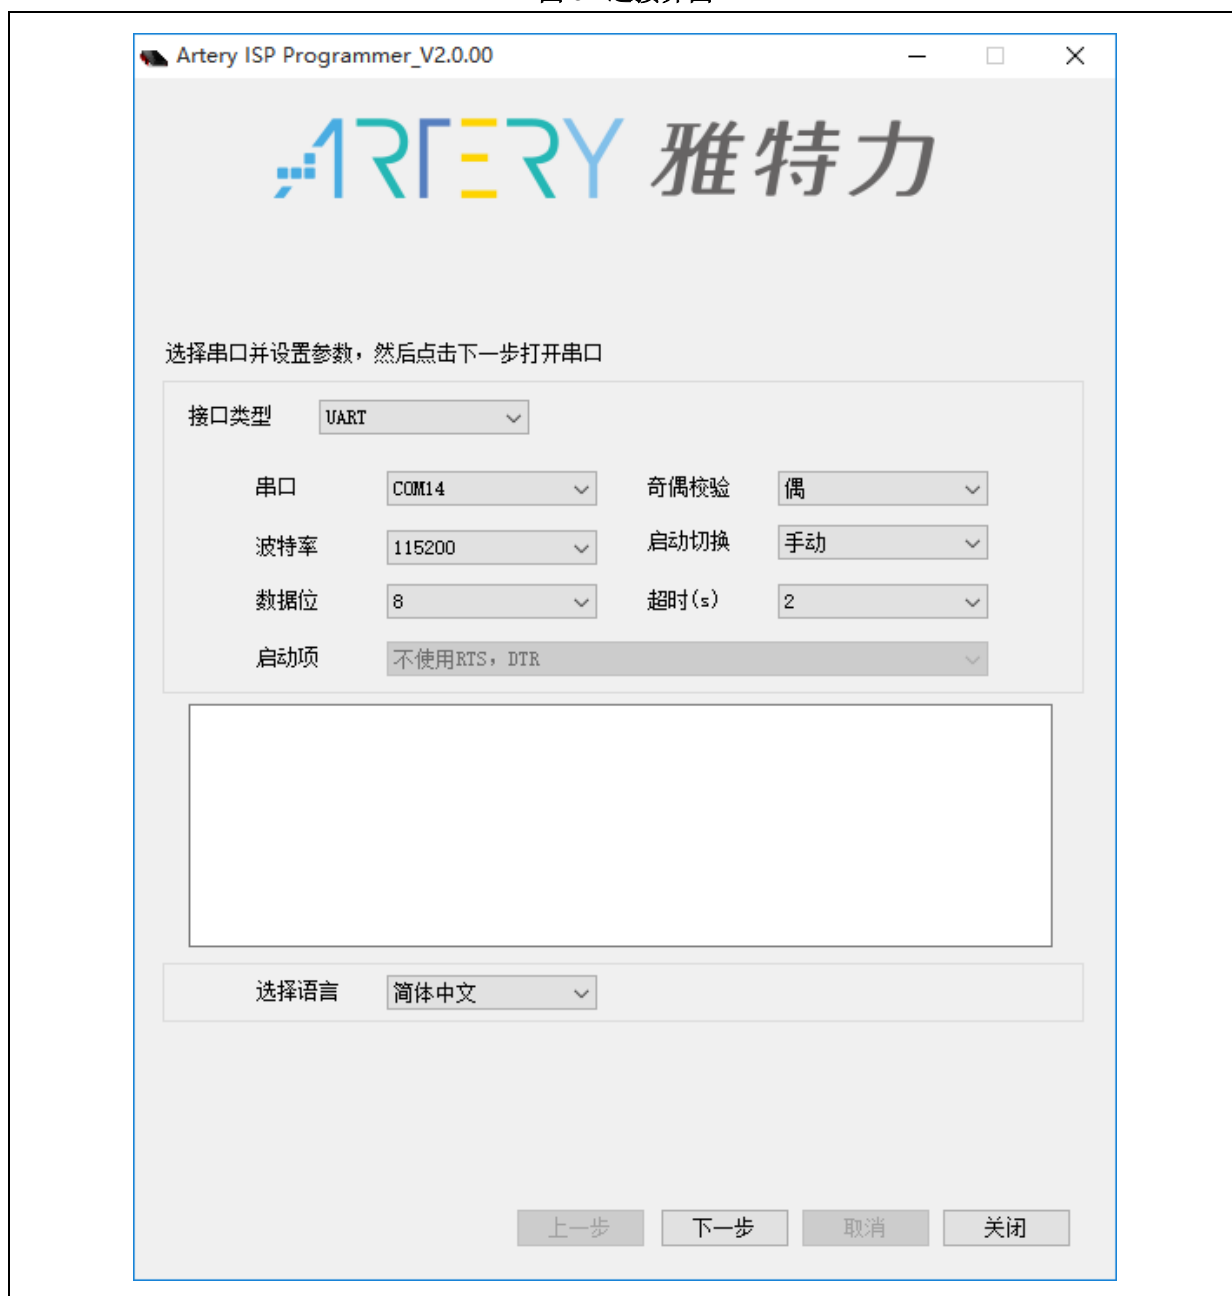 Artery ISP Programmer_V2.0.00
ARTERY 雅特力
选择串口并设置参数，然后点击下一步打开串口
接口类型 UART
串口 COM14 奇偶校验 偶
波特率 115200 启动切换 手动
数据位 8 超时(s) 2
启动项 不使用RTS，DTR
选择语言 简体中文
上一步 下一步 取消 关闭